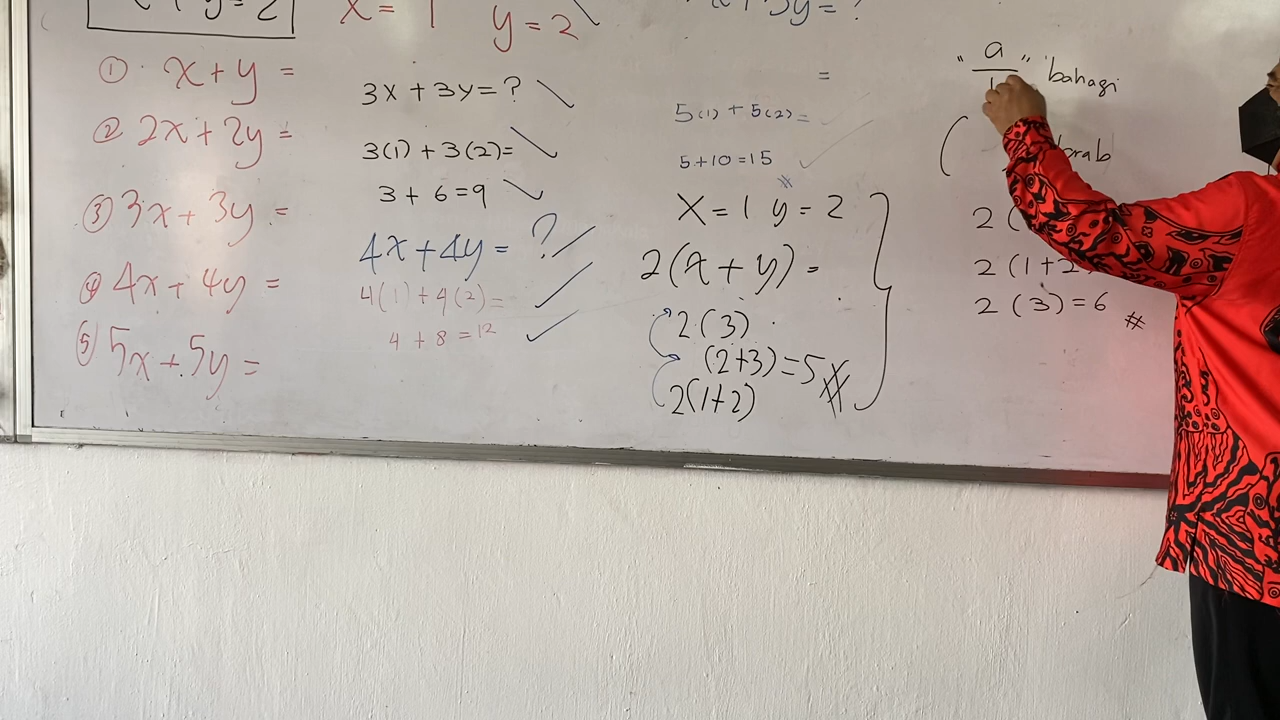 x = 1 y = 2
① x + y =
② 2x + 2y =
③ 3x + 3y =
④ 4x + 4y =
⑤ 5x + 5y =
3x + 3y = ?
3(1) + 3(2) =
3 + 6 = 9
4x + 4y = ?
4(1) + 4(2) =
4 + 8 = 12
=
5(1) + 5(2) =
5 + 10 = 15
X = 1 y = 2
2(x + y) =
2(3)
(2+3) = 5
2(1+2)
"a" bahagi
(
2(
2(1+2
2(3) = 6